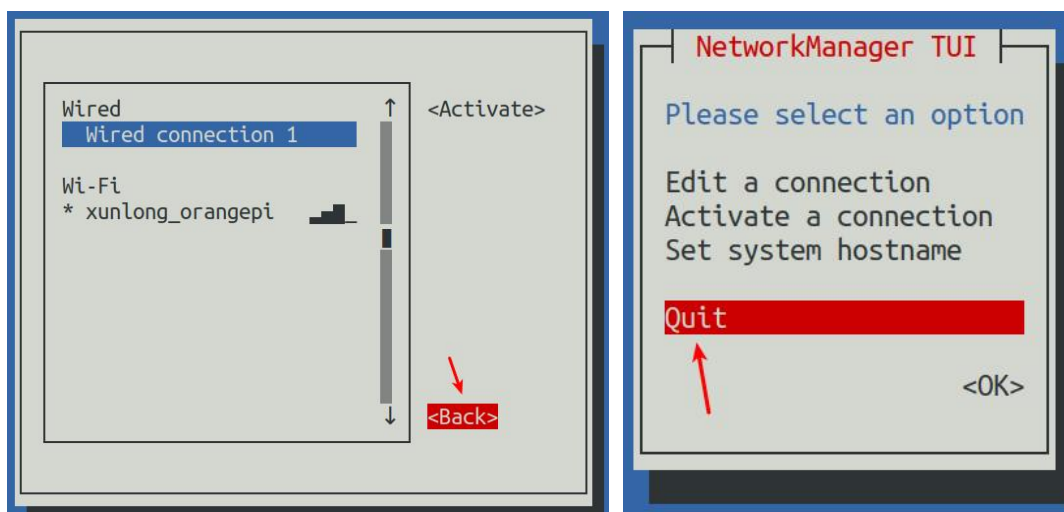 Wired
<Activate>
Wired connection 1
Wi-Fi
* xunlong_orangepi
<Back>
NetworkManager TUI
Please select an option
Edit a connection
Activate a connection
Set system hostname
Quit
<OK>